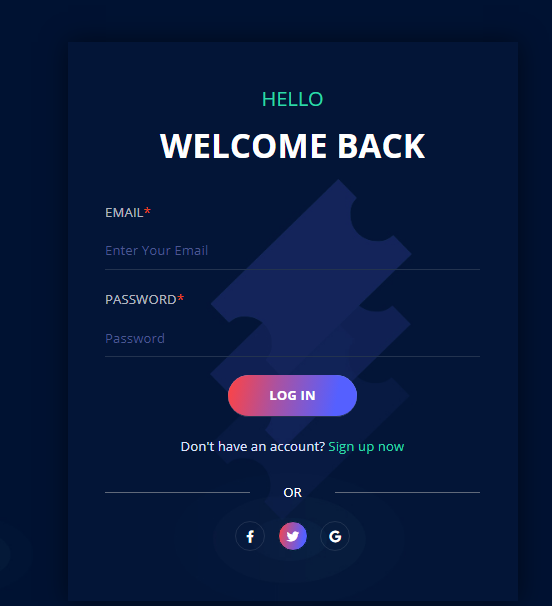 HELLO
WELCOME BACK
EMAIL*
Enter Your Email
PASSWORD*
Password
LOG IN
Don't have an account? Sign up now
OR